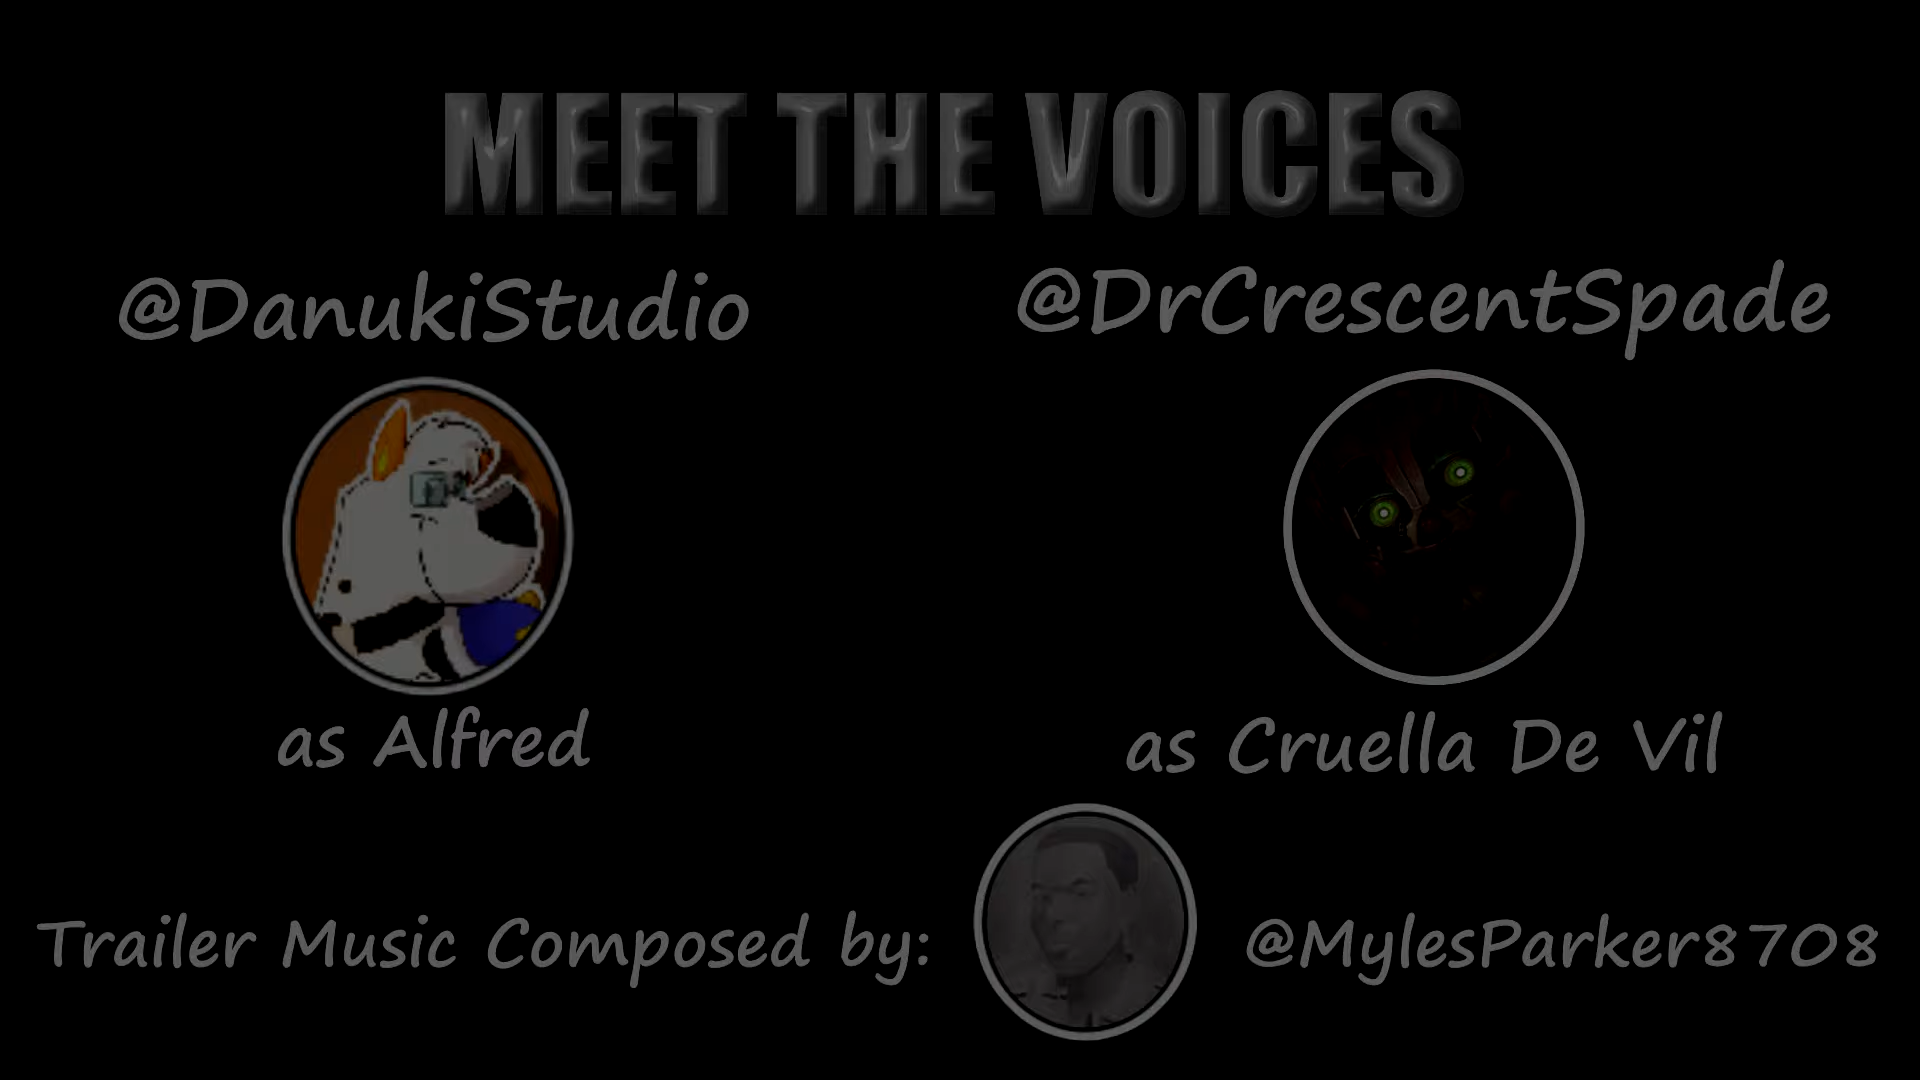 MEET THE VOICES
@DanukiStudio
@DrCrescentSpade
as Alfred
as Cruella De Vil
Trailer Music Composed by:
@MylesParker8708